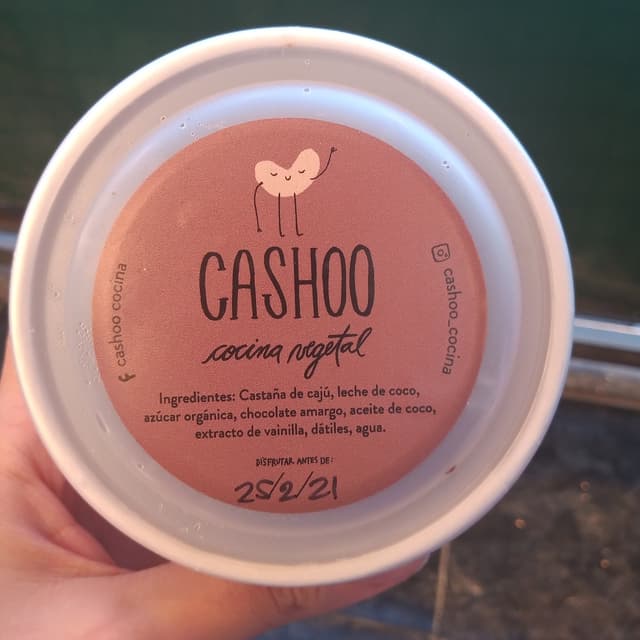 CASHOO
cocina vegetal
cashoo cocina
cashoo_cocina
Ingredientes: Castaña de cajú, leche de coco,
azúcar orgánica, chocolate amargo, aceite de coco,
extracto de vainilla, dátiles, agua.
DISFRUTAR ANTES DE:
25/2/21